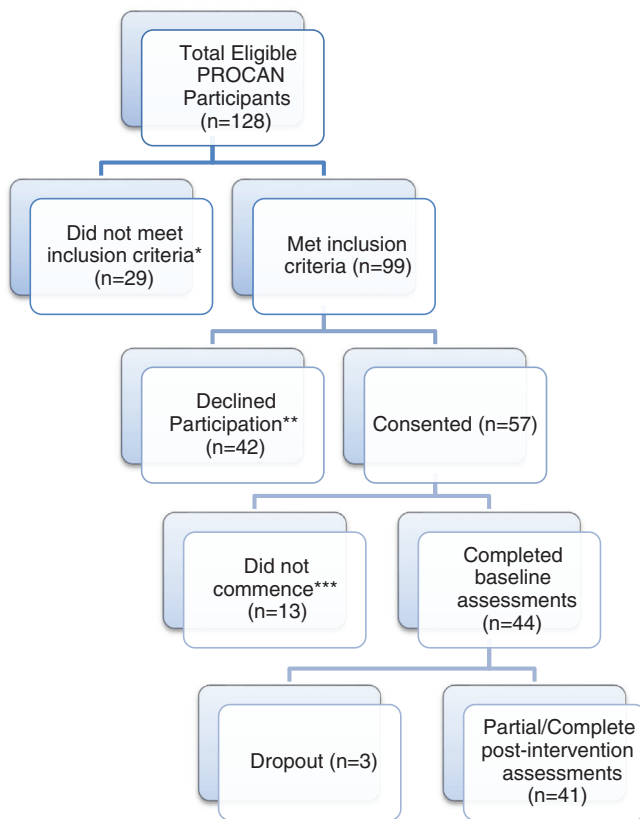 Total Eligible
PROCAN
Participants
(n=128)
Did not meet
inclusion criteria*
(n=29)
Met inclusion
criteria (n=99)
Declined
Participation**
(n=42)
Consented (n=57)
Did not
commence***
(n=13)
Completed
baseline
assessments
(n=44)
Dropout (n=3)
Partial/Complete
post-intervention
assessments
(n=41)